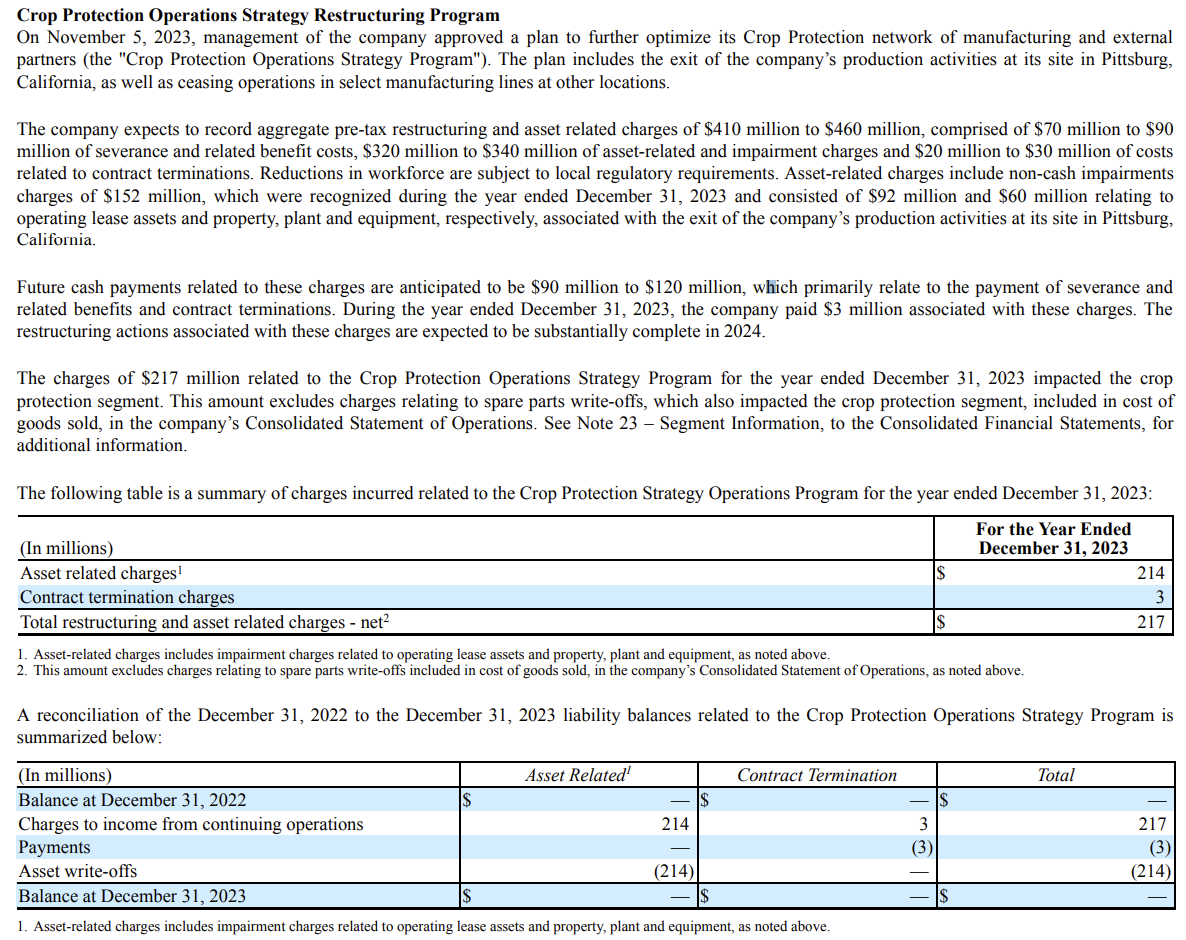 Crop Protection Operations Strategy Restructuring Program
On November 5, 2023, management of the company approved a plan to further optimize its Crop Protection network of manufacturing and external
partners (the "Crop Protection Operations Strategy Program"). The plan includes the exit of the company’s production activities at its site in Pittsburg,
California, as well as ceasing operations in select manufacturing lines at other locations.
The company expects to record aggregate pre-tax restructuring and asset related charges of $410 million to $460 million, comprised of $70 million to $90
million of severance and related benefit costs, $320 million to $340 million of asset-related and impairment charges and $20 million to $30 million of costs
related to contract terminations. Reductions in workforce are subject to local regulatory requirements. Asset-related charges include non-cash impairments
charges of $152 million, which were recognized during the year ended December 31, 2023 and consisted of $92 million and $60 million relating to
operating lease assets and property, plant and equipment, respectively, associated with the exit of the company’s production activities at its site in Pittsburg,
California.
Future cash payments related to these charges are anticipated to be $90 million to $120 million, which primarily relate to the payment of severance and
related benefits and contract terminations. During the year ended December 31, 2023, the company paid $3 million associated with these charges. The
restructuring actions associated with these charges are expected to be substantially complete in 2024.
The charges of $217 million related to the Crop Protection Operations Strategy Program for the year ended December 31, 2023 impacted the crop
protection segment. This amount excludes charges relating to spare parts write-offs, which also impacted the crop protection segment, included in cost of
goods sold, in the company’s Consolidated Statement of Operations. See Note 23 – Segment Information, to the Consolidated Financial Statements, for
additional information.
The following table is a summary of charges incurred related to the Crop Protection Strategy Operations Program for the year ended December 31, 2023:
(In millions) For the Year Ended
December 31, 2023
Asset related charges¹ $ 214
Contract termination charges 3
Total restructuring and asset related charges - net² $ 217
1. Asset-related charges includes impairment charges related to operating lease assets and property, plant and equipment, as noted above.
2. This amount excludes charges relating to spare parts write-offs included in cost of goods sold, in the company’s Consolidated Statement of Operations, as noted above.
A reconciliation of the December 31, 2022 to the December 31, 2023 liability balances related to the Crop Protection Operations Strategy Program is
summarized below:
(In millions) Asset Related¹ Contract Termination Total
Balance at December 31, 2022 $ — $ — $ —
Charges to income from continuing operations 214 3 217
Payments — (3) (3)
Asset write-offs (214) — (214)
Balance at December 31, 2023 $ — $ — $ —
1. Asset-related charges includes impairment charges related to operating lease assets and property, plant and equipment, as noted above.